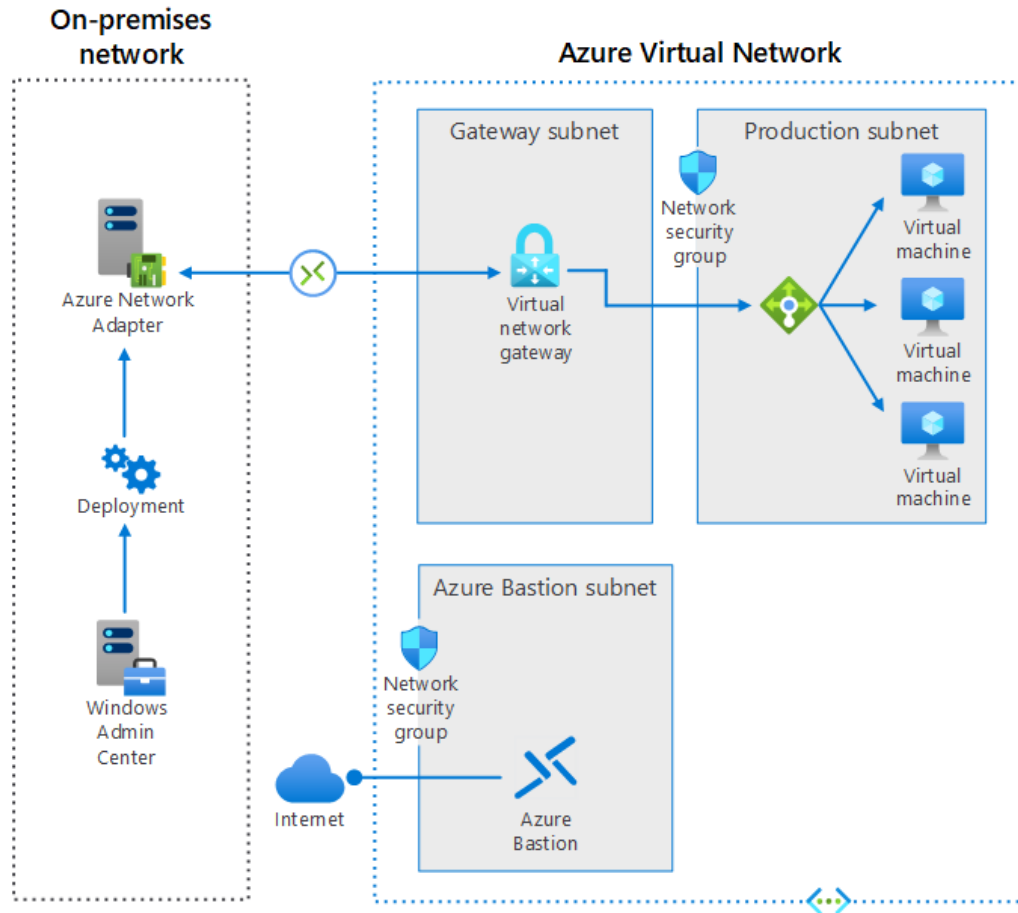 On-premises
network
Azure Virtual Network
Gateway subnet
Production subnet
Network
security
group
Virtual
machine
Azure Network
Adapter
Virtual
network
gateway
Virtual
machine
Virtual
machine
Deployment
Azure Bastion subnet
Network
security
group
Windows
Admin
Center
Internet
Azure
Bastion